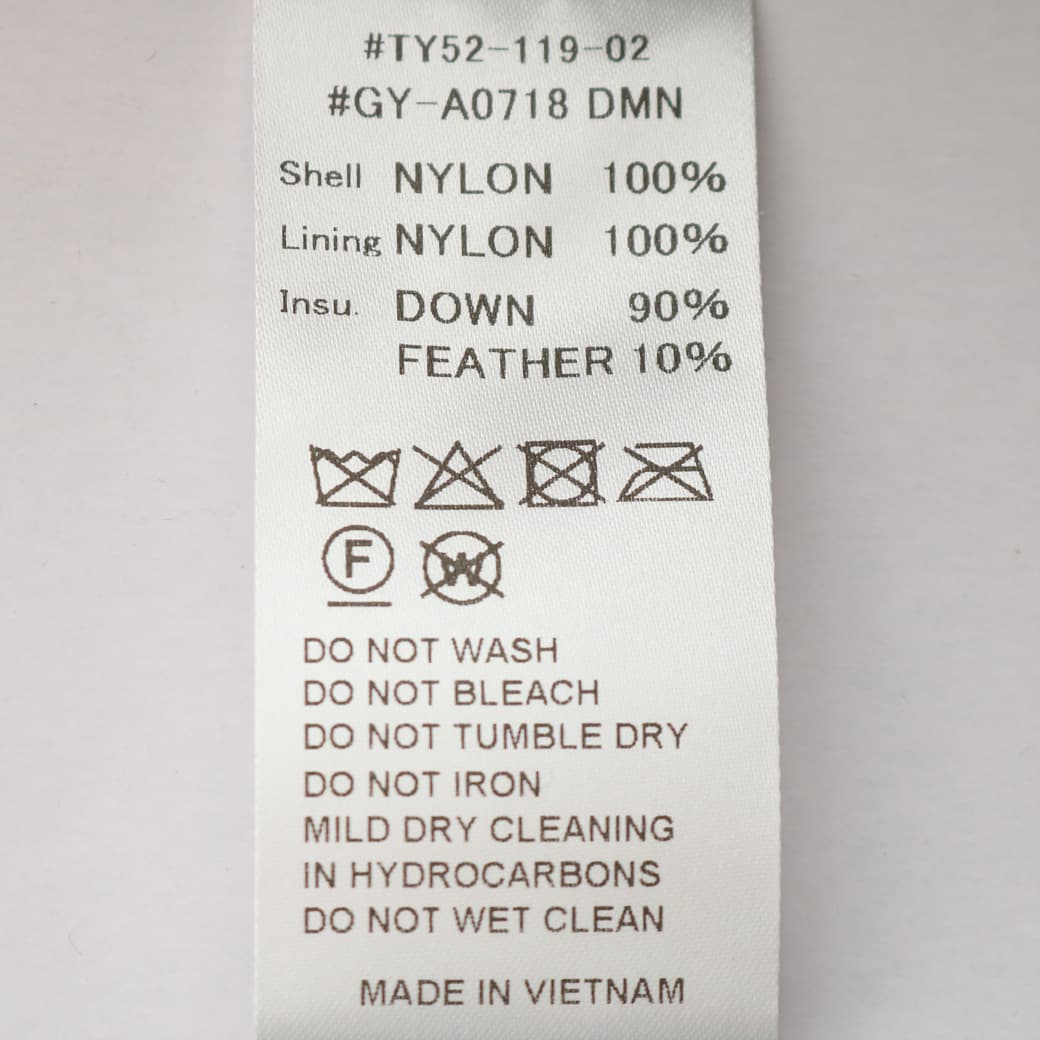 #TY52-119-02
#GY-A0718 DMN
Shell NYLON 100%
Lining NYLON 100%
Insu. DOWN 90%
FEATHER 10%
F W
DO NOT WASH
DO NOT BLEACH
DO NOT TUMBLE DRY
DO NOT IRON
MILD DRY CLEANING
IN HYDROCARBONS
DO NOT WET CLEAN
MADE IN VIETNAM